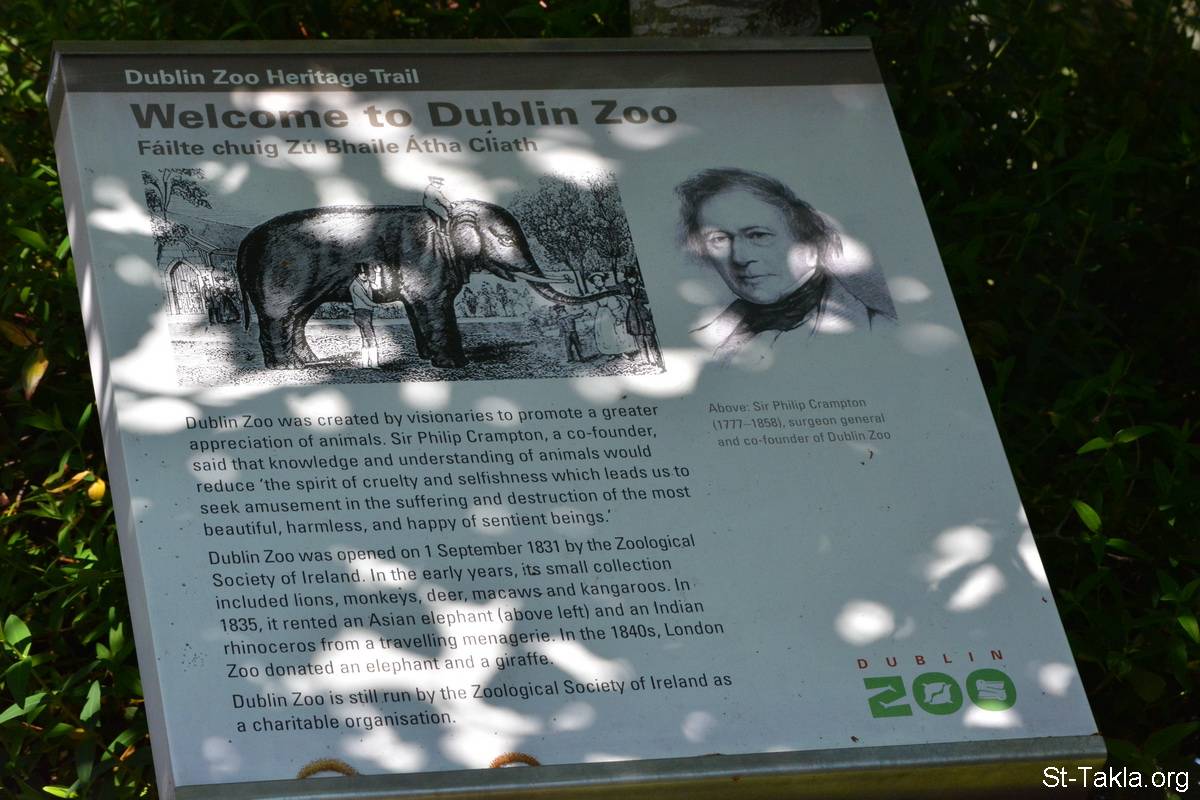 Dublin Zoo Heritage Trail
Welcome to Dublin Zoo
Fáilte chuig Zú Bhaile Átha Cliath
Dublin Zoo was created by visionaries to promote a greater
appreciation of animals. Sir Philip Crampton, a co-founder,
said that knowledge and understanding of animals would
reduce ‘the spirit of cruelty and selfishness which leads us to
seek amusement in the suffering and destruction of the most
beautiful, harmless, and happy of sentient beings.’
Dublin Zoo was opened on 1 September 1831 by the Zoological
Society of Ireland. In the early years, its small collection
included lions, monkeys, deer, macaws and kangaroos. In
1835, it rented an Asian elephant (above left) and an Indian
rhinoceros from a travelling menagerie. In the 1840s, London
Zoo donated an elephant and a giraffe.
Dublin Zoo is still run by the Zoological Society of Ireland as
a charitable organisation.
Above: Sir Philip Crampton
(1777–1858), surgeon general
and co-founder of Dublin Zoo
DUBLIN
ZOO
St-Takla.org